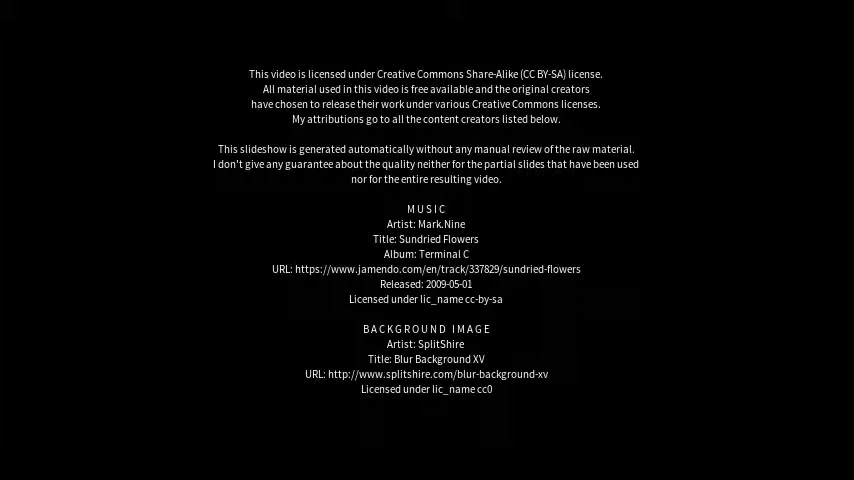 This video is licensed under Creative Commons Share-Alike (CC BY-SA) license.
All material used in this video is free available and the original creators
have chosen to release their work under various Creative Commons licenses.
My attributions go to all the content creators listed below.
This slideshow is generated automatically without any manual review of the raw material.
I don't give any guarantee about the quality neither for the partial slides that have been used
nor for the entire resulting video.
MUSIC
Artist: Mark.Nine
Title: Sundried Flowers
Album: Terminal C
URL: https://www.jamendo.com/en/track/337829/sundried-flowers
Released: 2009-05-01
Licensed under lic_name cc-by-sa
BACKGROUND IMAGE
Artist: SplitShire
Title: Blur Background XV
URL: http://www.splitshire.com/blur-background-xv
Licensed under lic_name cc0